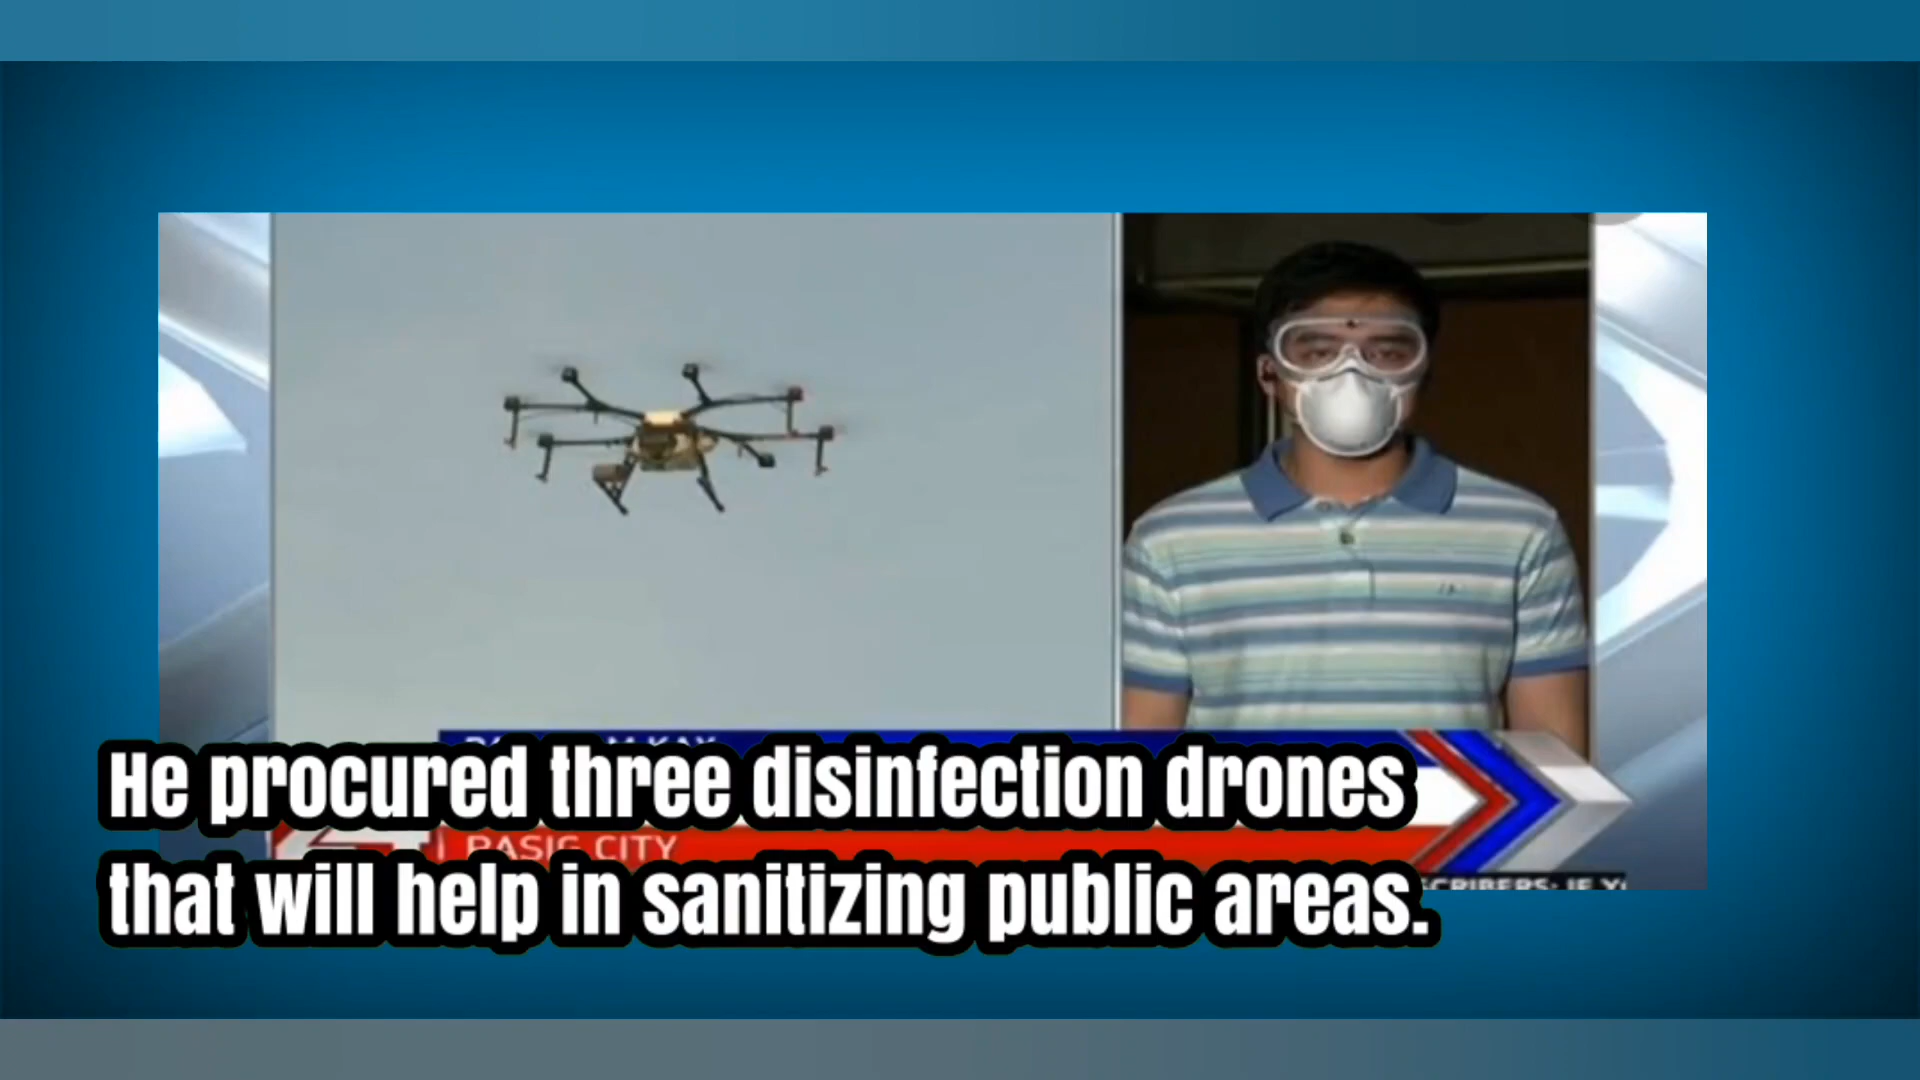 He procured three disinfection drones
PASIG CITY
that will help in sanitizing public areas.